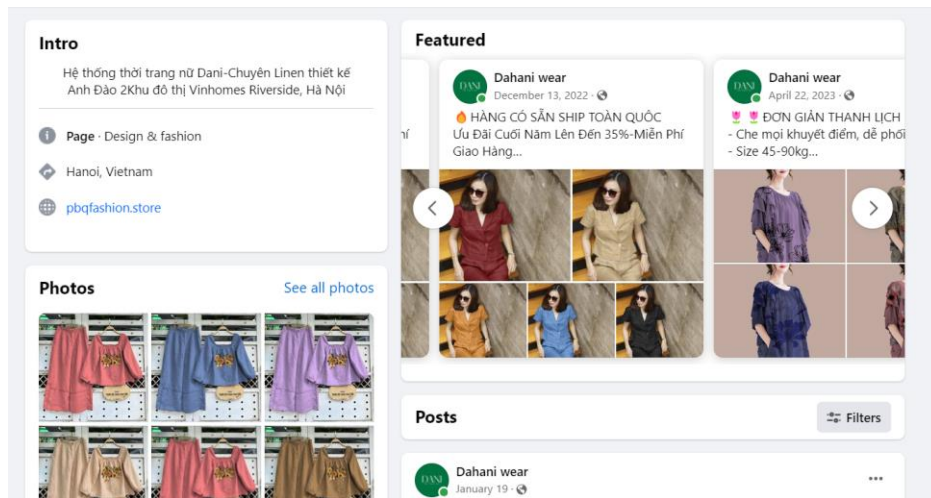 Intro
Hệ thống thời trang nữ Dani-Chuyên Linen thiết kế
Anh Đào 2Khu đô thị Vinhomes Riverside, Hà Nội
Page · Design & fashion
Hanoi, Vietnam
pbqfashion.store
Photos
See all photos
Featured
Dahani wear
December 13, 2022 ·
🔥 HÀNG CÓ SẴN SHIP TOÀN QUỐC
Ưu Đãi Cuối Năm Lên Đến 35%-Miễn Phí
Giao Hàng...
DANI
Dahani wear
April 22, 2023 ·
🌷 🌷 ĐƠN GIẢN THANH LỊCH
- Che mọi khuyết điểm, dễ phối
- Size 45-90kg...
DANI
Posts
Filters
DANI
Dahani wear
January 19 ·